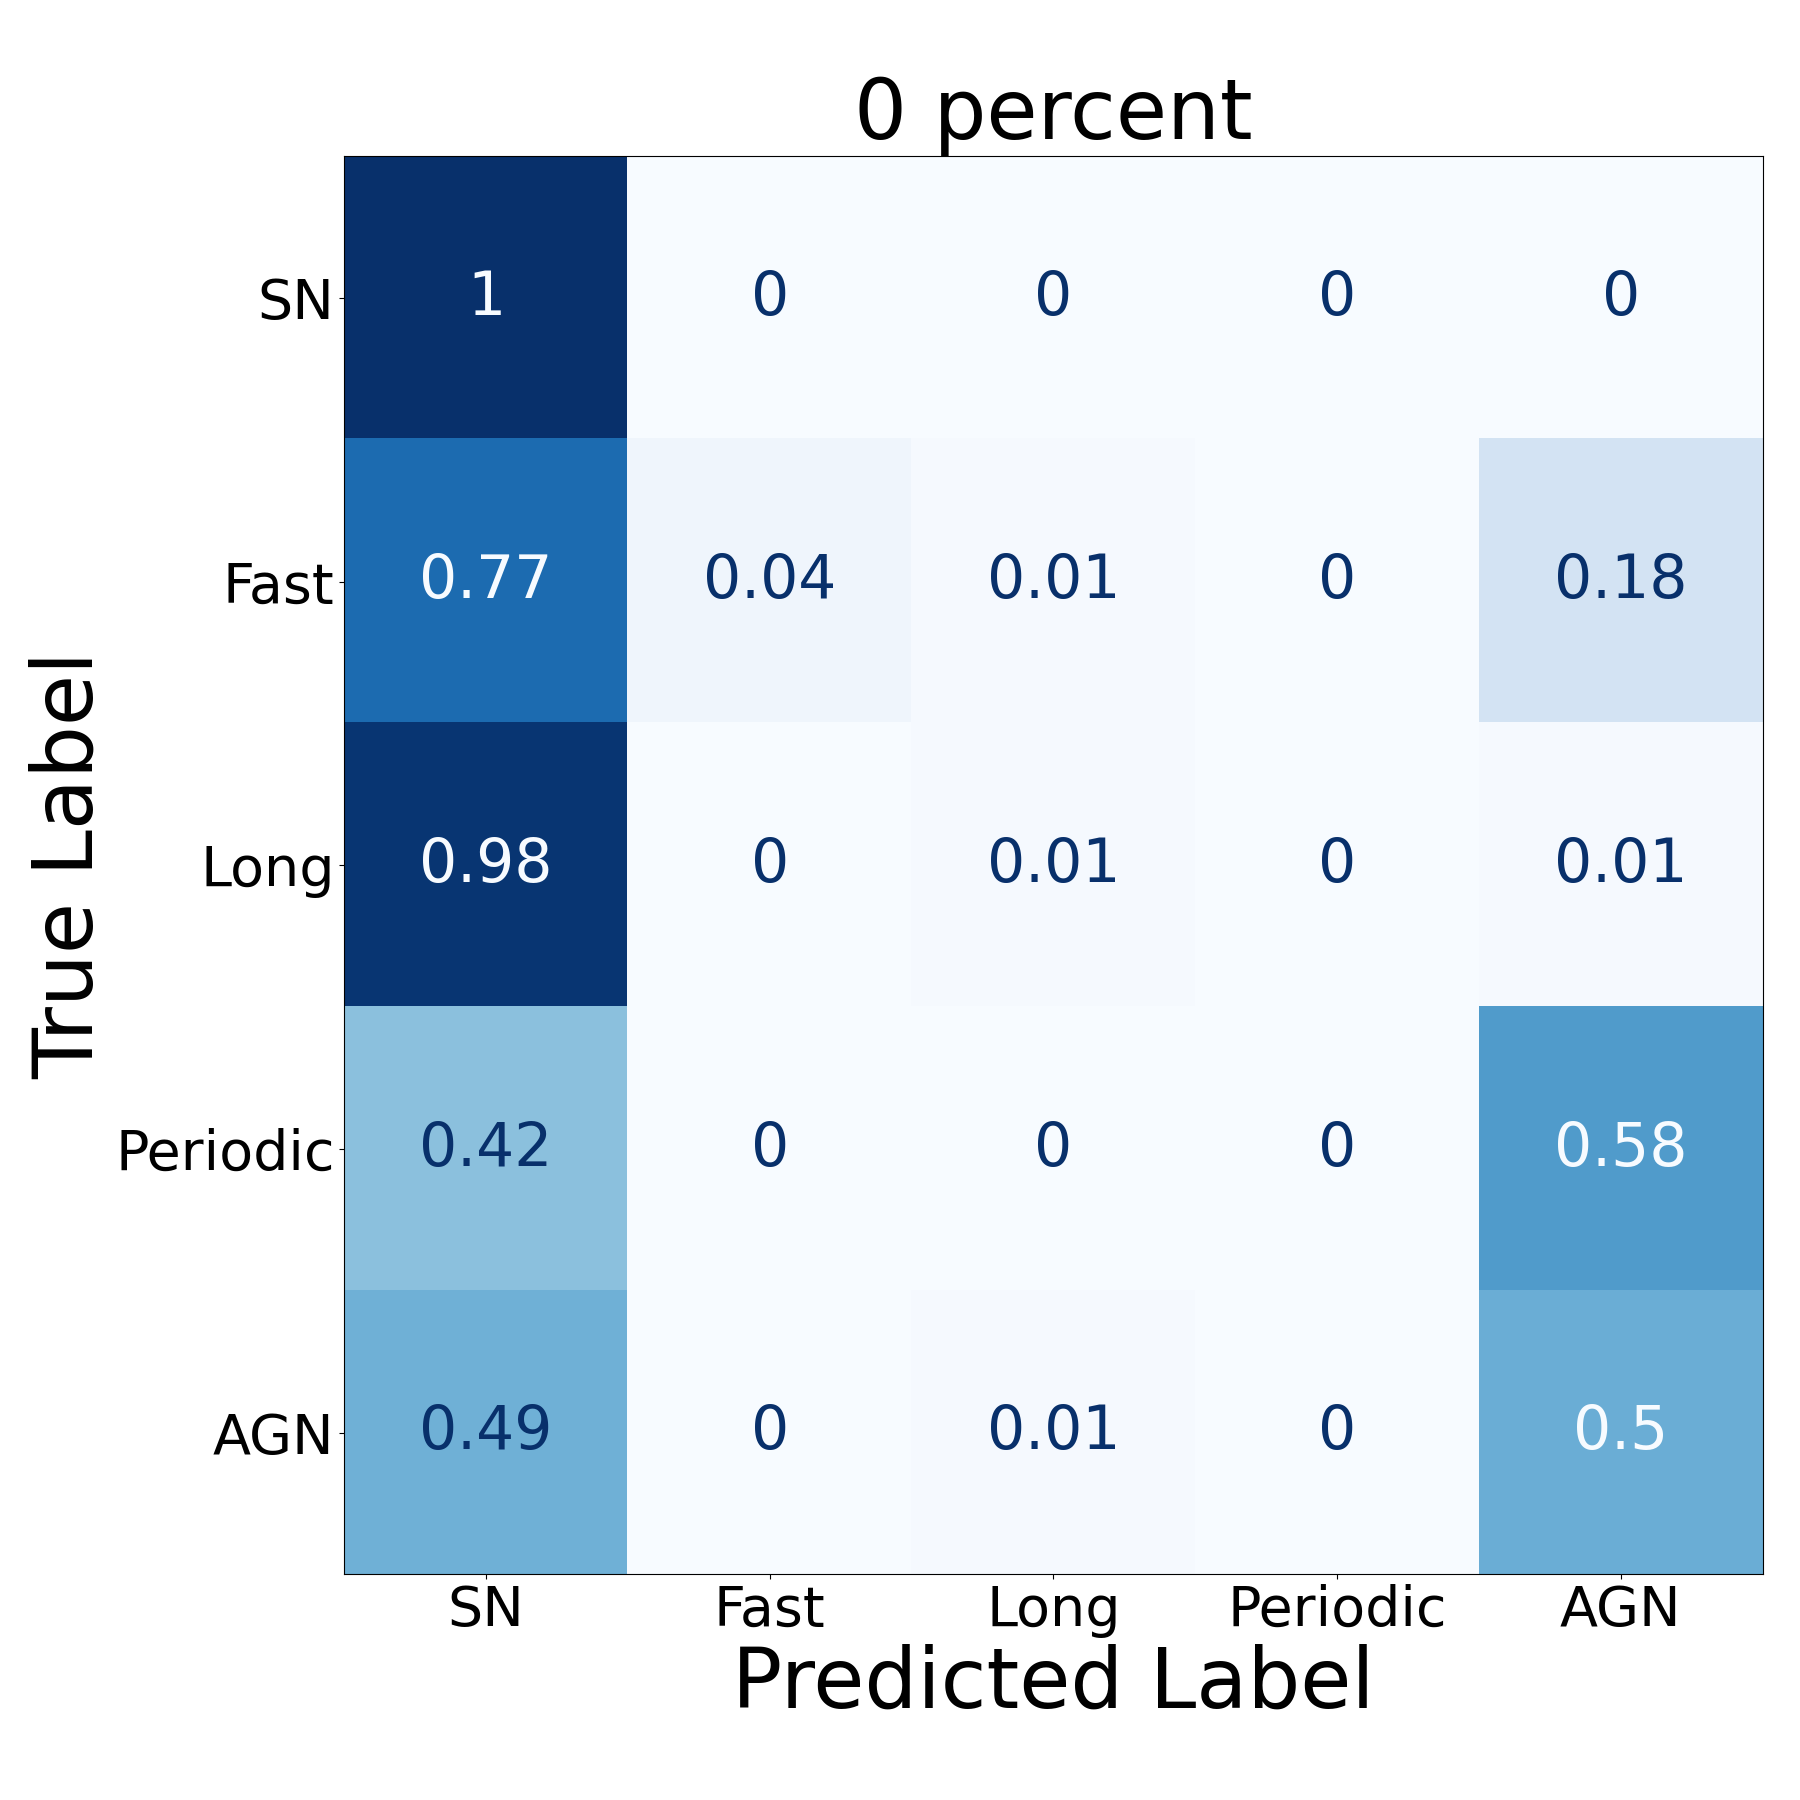 0 percent
SN 1 0 0 0 0
Fast 0.77 0.04 0.01 0 0.18
Long 0.98 0 0.01 0 0.01
Periodic 0.42 0 0 0 0.58
AGN 0.49 0 0.01 0 0.5
SN Fast Long Periodic AGN
Predicted Label
True Label